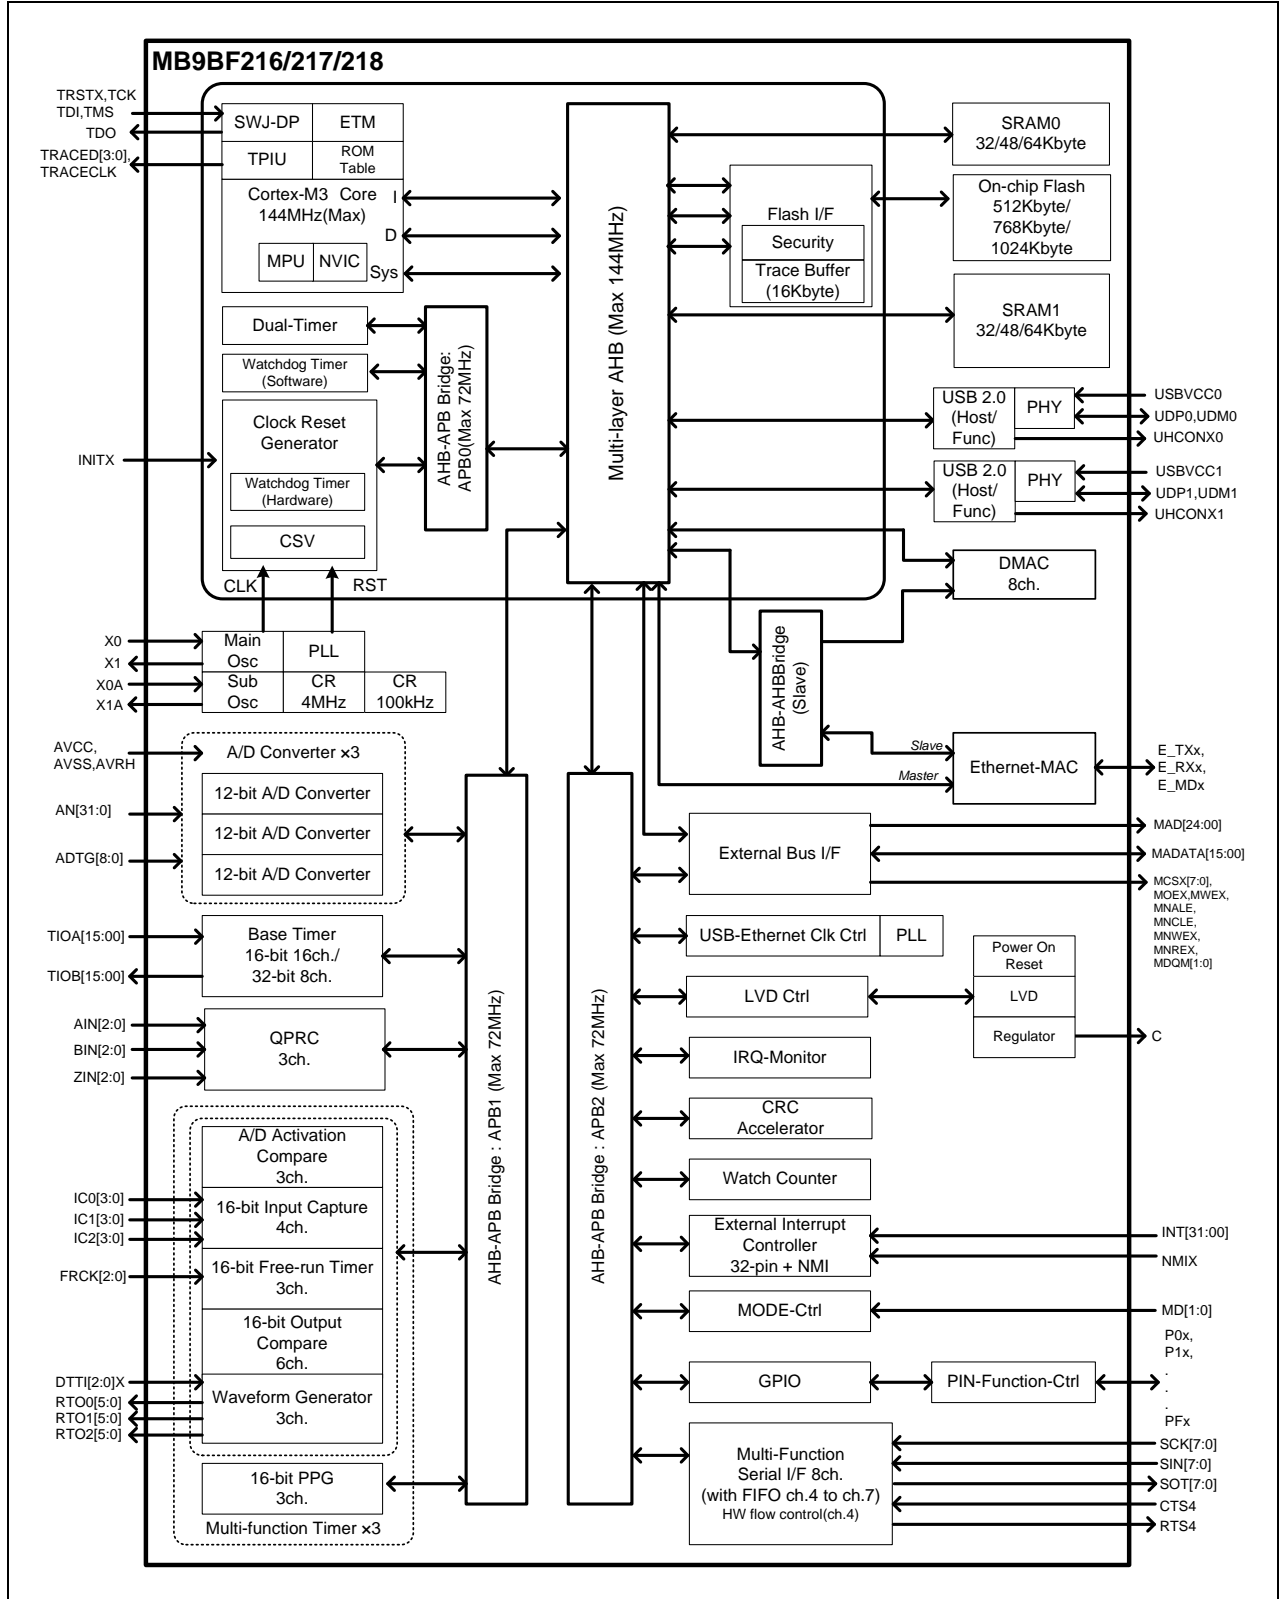 MB9BF216/217/218
TRSTX,TCK
TDI,TMS
TDO
TRACED[3:0],
TRACECLK
SWJ-DP
ETM
TPIU
ROM
Table
Cortex-M3 Core
144MHz(Max)
I
D
Sys
MPU
NVIC
Dual-Timer
Watchdog Timer
(Software)
Clock Reset
Generator
Watchdog Timer
(Hardware)
CSV
INITX
CLK
RST
AHB-APB Bridge:
APB0(Max 72MHz)
Multi-layer AHB (Max 144MHz)
Flash I/F
Security
Trace Buffer
(16Kbyte)
SRAM0
32/48/64Kbyte
On-chip Flash
512Kbyte/
768Kbyte/
1024Kbyte
SRAM1
32/48/64Kbyte
USB 2.0
(Host/
Func)
PHY
USBVCC0
UDP0,UDM0
UHCONX0
USB 2.0
(Host/
Func)
PHY
USBVCC1
UDP1,UDM1
UHCONX1
DMAC
8ch.
AHB-AHBBridge
(Slave)
Slave
Master
Ethernet-MAC
E_TXx,
E_RXx,
E_MDx
X0
X1
X0A
X1A
Main
Osc
PLL
Sub
Osc
CR
4MHz
CR
100kHz
AVCC,
AVSS,AVRH
AN[31:0]
ADTG[8:0]
A/D Converter ×3
12-bit A/D Converter
12-bit A/D Converter
12-bit A/D Converter
TIOA[15:00]
TIOB[15:00]
Base Timer
16-bit 16ch./
32-bit 8ch.
AIN[2:0]
BIN[2:0]
ZIN[2:0]
QPRC
3ch.
A/D Activation
Compare
3ch.
IC0[3:0]
IC1[3:0]
IC2[3:0]
16-bit Input Capture
4ch.
FRCK[2:0]
16-bit Free-run Timer
3ch.
16-bit Output
Compare
6ch.
DTTI[2:0]X
RTO0[5:0]
RTO1[5:0]
RTO2[5:0]
Waveform Generator
3ch.
16-bit PPG
3ch.
Multi-function Timer ×3
AHB-APB Bridge : APB1 (Max 72MHz)
AHB-APB Bridge : APB2 (Max 72MHz)
External Bus I/F
MAD[24:00]
MADATA[15:00]
MCSX[7:0],
MOEX,MWEX,
MNALE,
MNCLE,
MNWEX,
MNREX,
MDQM[1:0]
USB-Ethernet Clk Ctrl
PLL
LVD Ctrl
Power On
Reset
LVD
Regulator
C
IRQ-Monitor
CRC
Accelerator
Watch Counter
External Interrupt
Controller
32-pin + NMI
INT[31:00]
NMIX
MODE-Ctrl
MD[1:0]
GPIO
PIN-Function-Ctrl
P0x,
P1x,
.
.
.
PFx
Multi-Function
Serial I/F 8ch.
(with FIFO ch.4 to ch.7)
HW flow control(ch.4)
SCK[7:0]
SIN[7:0]
SOT[7:0]
CTS4
RTS4